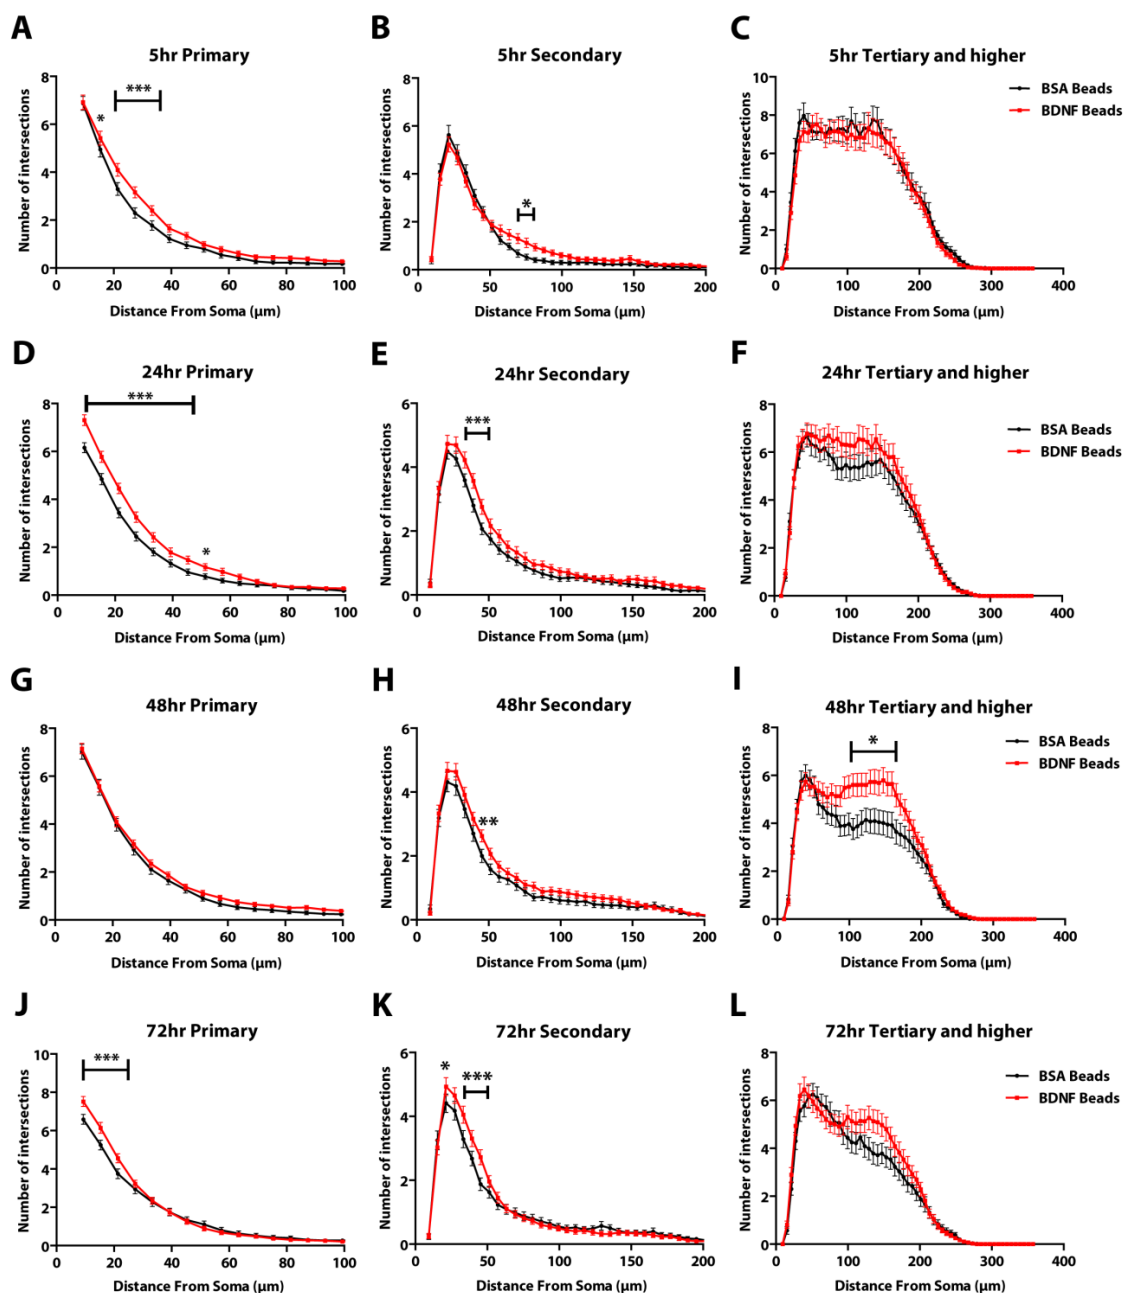 A
5hr Primary
Number of intersections
8
6
4
2
0
*
***
0 20 40 60 80 100
Distance From Soma (µm)
B
5hr Secondary
Number of intersections
8
6
4
2
0
*
0 50 100 150 200
Distance From Soma (µm)
C
5hr Tertiary and higher
Number of intersections
10
8
6
4
2
0
BSA Beads
BDNF Beads
0 100 200 300 400
Distance From Soma (µm)
D
24hr Primary
Number of intersections
8
6
4
2
0
***
*
0 20 40 60 80 100
Distance From Soma (µm)
E
24hr Secondary
Number of intersections
6
4
2
0
***
0 50 100 150 200
Distance From Soma (µm)
F
24hr Tertiary and higher
Number of intersections
8
6
4
2
0
BSA Beads
BDNF Beads
0 100 200 300 400
Distance From Soma (µm)
G
48hr Primary
Number of intersections
8
6
4
2
0
0 20 40 60 80 100
Distance From Soma (µm)
H
48hr Secondary
Number of intersections
6
4
2
0
**
0 50 100 150 200
Distance From Soma (µm)
I
48hr Tertiary and higher
Number of intersections
8
6
4
2
0
*
BSA Beads
BDNF Beads
0 100 200 300 400
Distance From Soma (µm)
J
72hr Primary
Number of intersections
10
8
6
4
2
0
***
0 20 40 60 80 100
Distance From Soma (µm)
K
72hr Secondary
Number of intersections
6
4
2
0
*
***
0 50 100 150 200
Distance From Soma (µm)
L
72hr Tertiary and higher
Number of intersections
8
6
4
2
0
BSA Beads
BDNF Beads
0 100 200 300 400
Distance From Soma (µm)